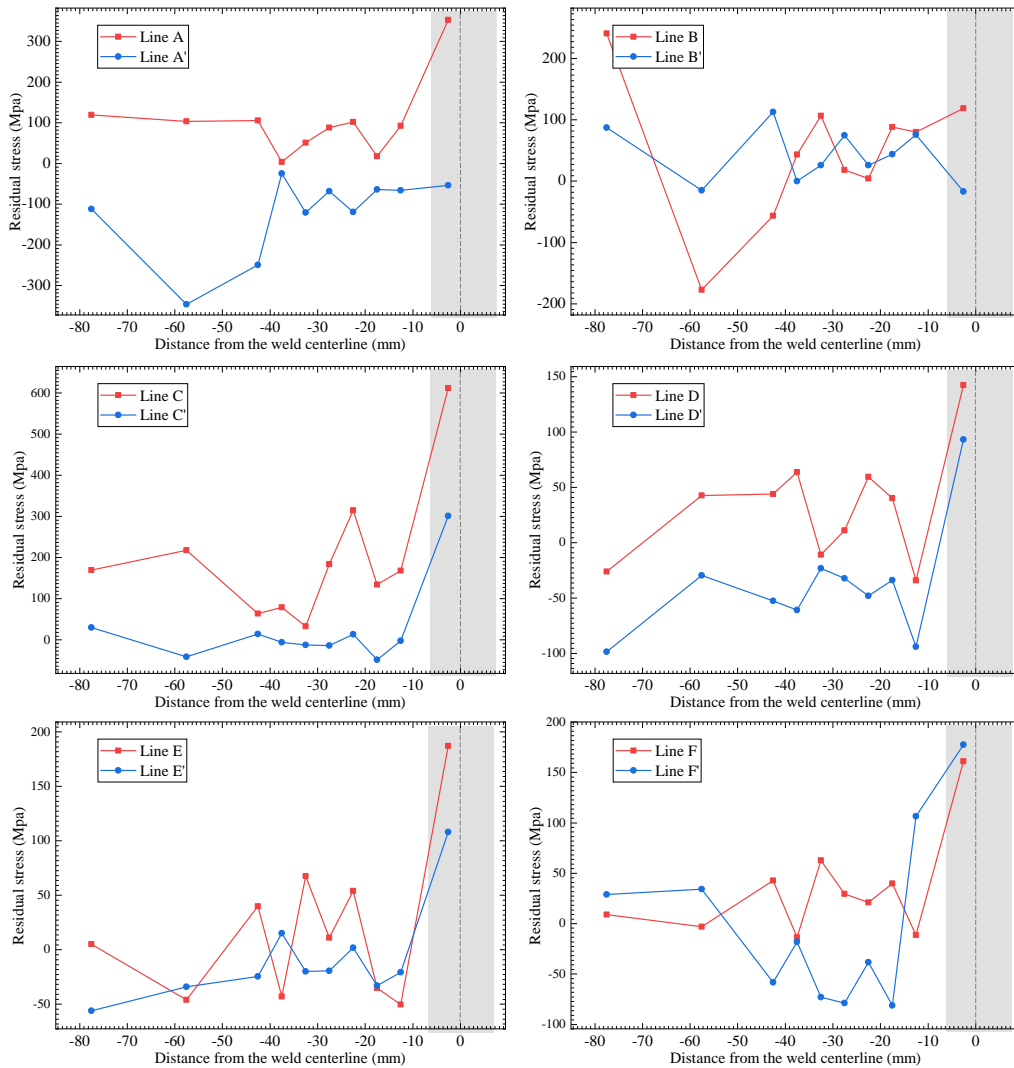 Line A
Line A'
Residual stress (Mpa)
300
200
100
0
-100
-200
-300
-80 -70 -60 -50 -40 -30 -20 -10 0
Distance from the weld centerline (mm)
Line B
Line B'
Residual stress (Mpa)
200
100
0
-100
-200
-80 -70 -60 -50 -40 -30 -20 -10 0
Distance from the weld centerline (mm)
Line C
Line C'
Residual stress (Mpa)
600
500
400
300
200
100
0
-80 -70 -60 -50 -40 -30 -20 -10 0
Distance from the weld centerline (mm)
Line D
Line D'
Residual stress (Mpa)
150
100
50
0
-50
-100
-80 -70 -60 -50 -40 -30 -20 -10 0
Distance from the weld centerline (mm)
Line E
Line E'
Residual stress (Mpa)
200
150
100
50
0
-50
-80 -70 -60 -50 -40 -30 -20 -10 0
Distance from the weld centerline (mm)
Line F
Line F'
Residual stress (Mpa)
200
150
100
50
0
-50
-100
-80 -70 -60 -50 -40 -30 -20 -10 0
Distance from the weld centerline (mm)